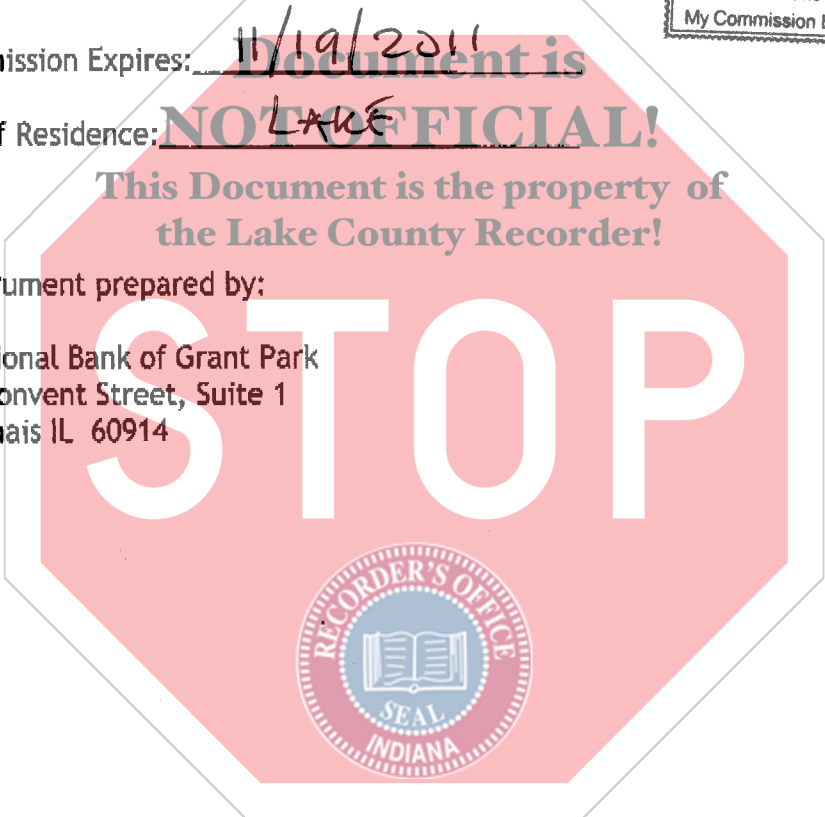 My Commission E
ission Expires: 11/19/2011
Document is
f Residence: LAKE
NOT OFFICIAL!
This Document is the property of
the Lake County Recorder!
ument prepared by:
ional Bank of Grant Park
onvent Street, Suite 1
ais IL 60914
STOP
RECORDER'S OFFICE
SEAL
INDIANA